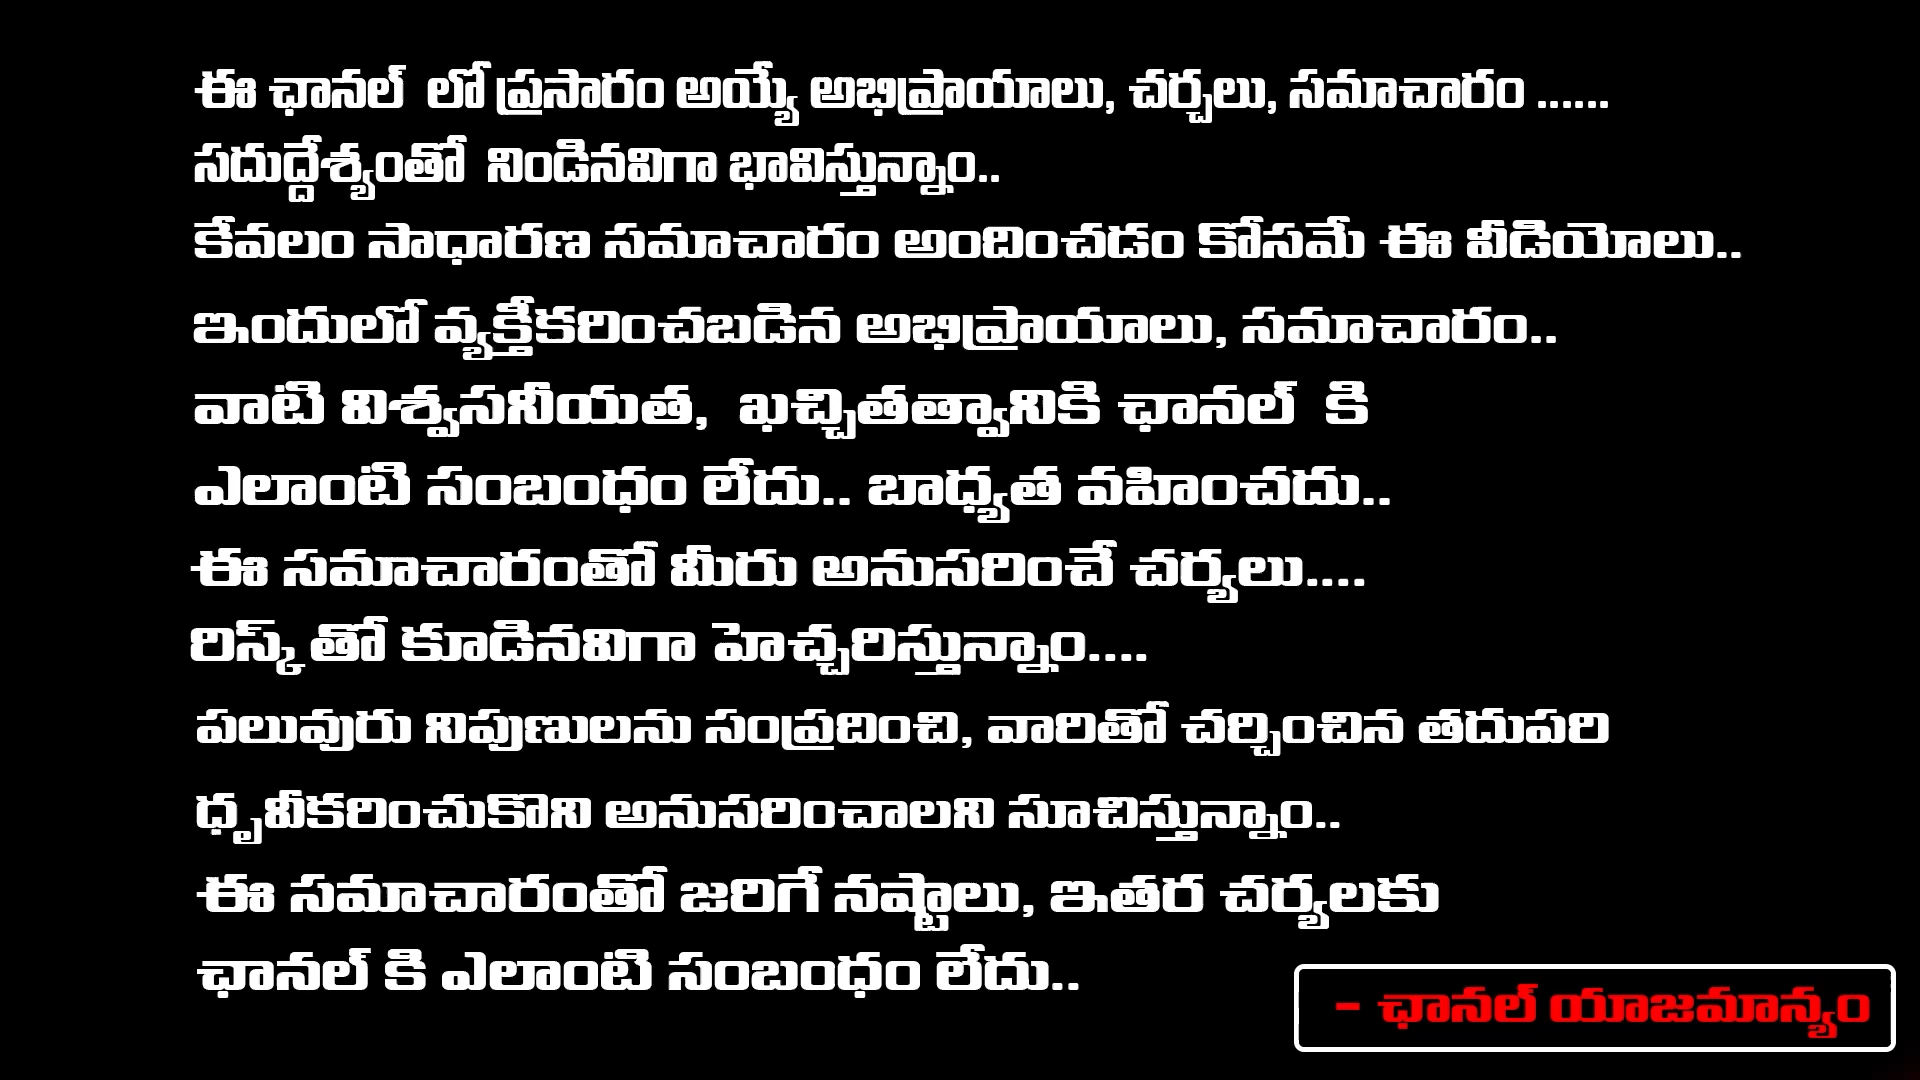 ఈ ఛానల్ లో ప్రసారం అయ్యే అభిప్రాయాలు, చర్చలు, సమాచారం ......
సదుద్దేశ్యంతో నిండినవిగా భావిస్తున్నాం..
కేవలం సాధారణ సమాచారం అందించడం కోసమే ఈ వీడియోలు..
ఇందులో వ్యక్తీకరించబడిన అభిప్రాయాలు, సమాచారం..
వాటి విశ్వసనీయత, ఖచ్చితత్వానికి ఛానల్ కి
ఎలాంటి సంబంధం లేదు.. బాధ్యత వహించదు..
ఈ సమాచారంతో మీరు అనుసరించే చర్యలు....
రిస్క్ తో కూడినవిగా హెచ్చరిస్తున్నాం....
పలువురు నిపుణులను సంప్రదించి, వారితో చర్చించిన తదుపరి
ధృవీకరించుకొని అనుసరించాలని సూచిస్తున్నాం..
ఈ సమాచారంతో జరిగే నష్టాలు, ఇతర చర్యలకు
ఛానల్ కి ఎలాంటి సంబంధం లేదు..
- ఛానల్ యాజమాన్యం